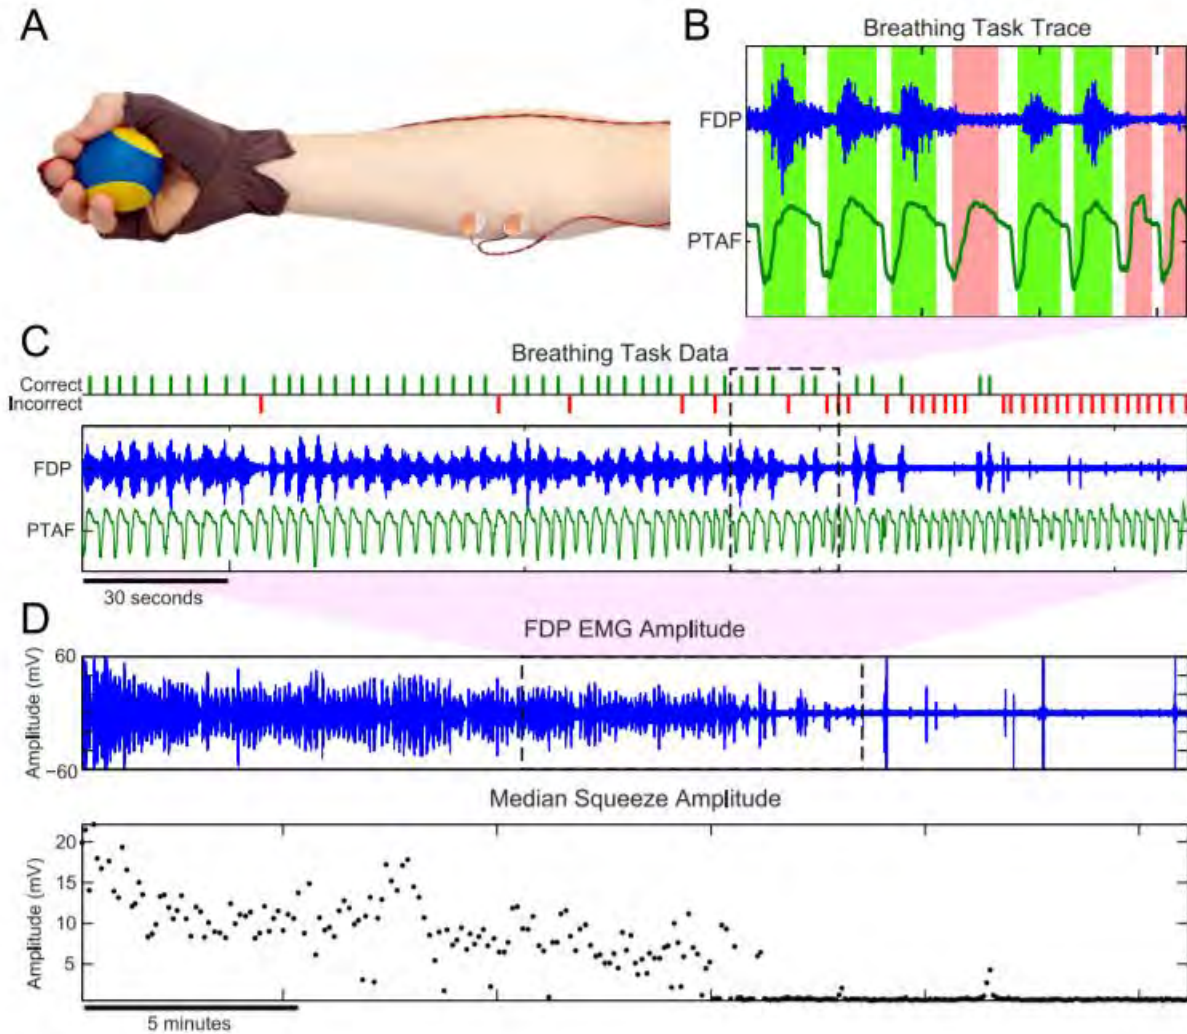 A
B
Breathing Task Trace
FDP
PTAF
C
Breathing Task Data
Correct
Incorrect
FDP
PTAF
30 seconds
D
FDP EMG Amplitude
60
Amplitude (mV)
−60
Median Squeeze Amplitude
20
15
10
5
Amplitude (mV)
5 minutes